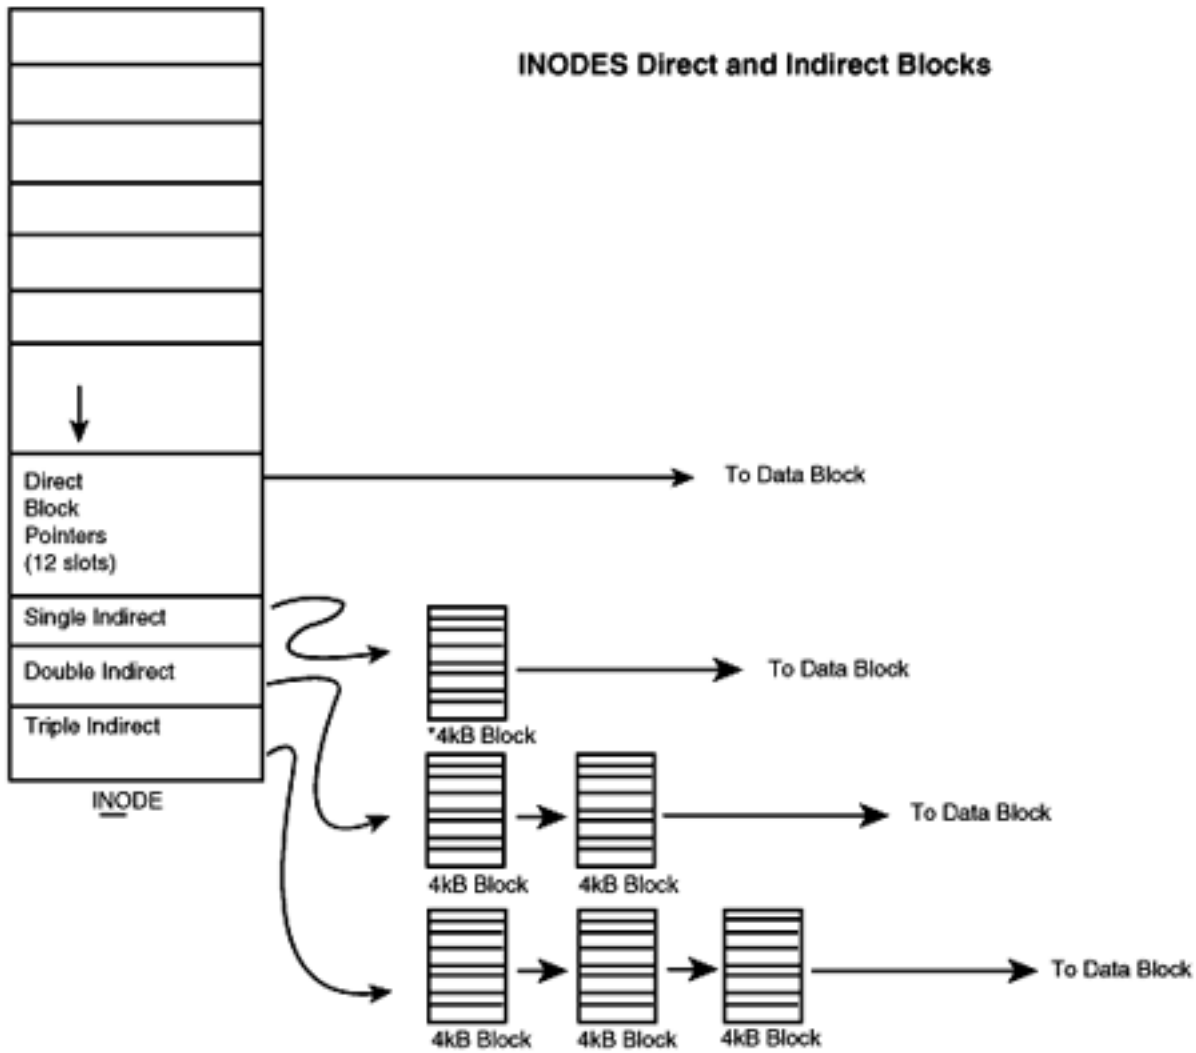 INODES Direct and Indirect Blocks
To Data Block
Direct
Block
Pointers
(12 slots)
Single Indirect
To Data Block
Double Indirect
Triple Indirect
*4kB Block
INODE
To Data Block
4kB Block
4kB Block
To Data Block
4kB Block
4kB Block
4kB Block